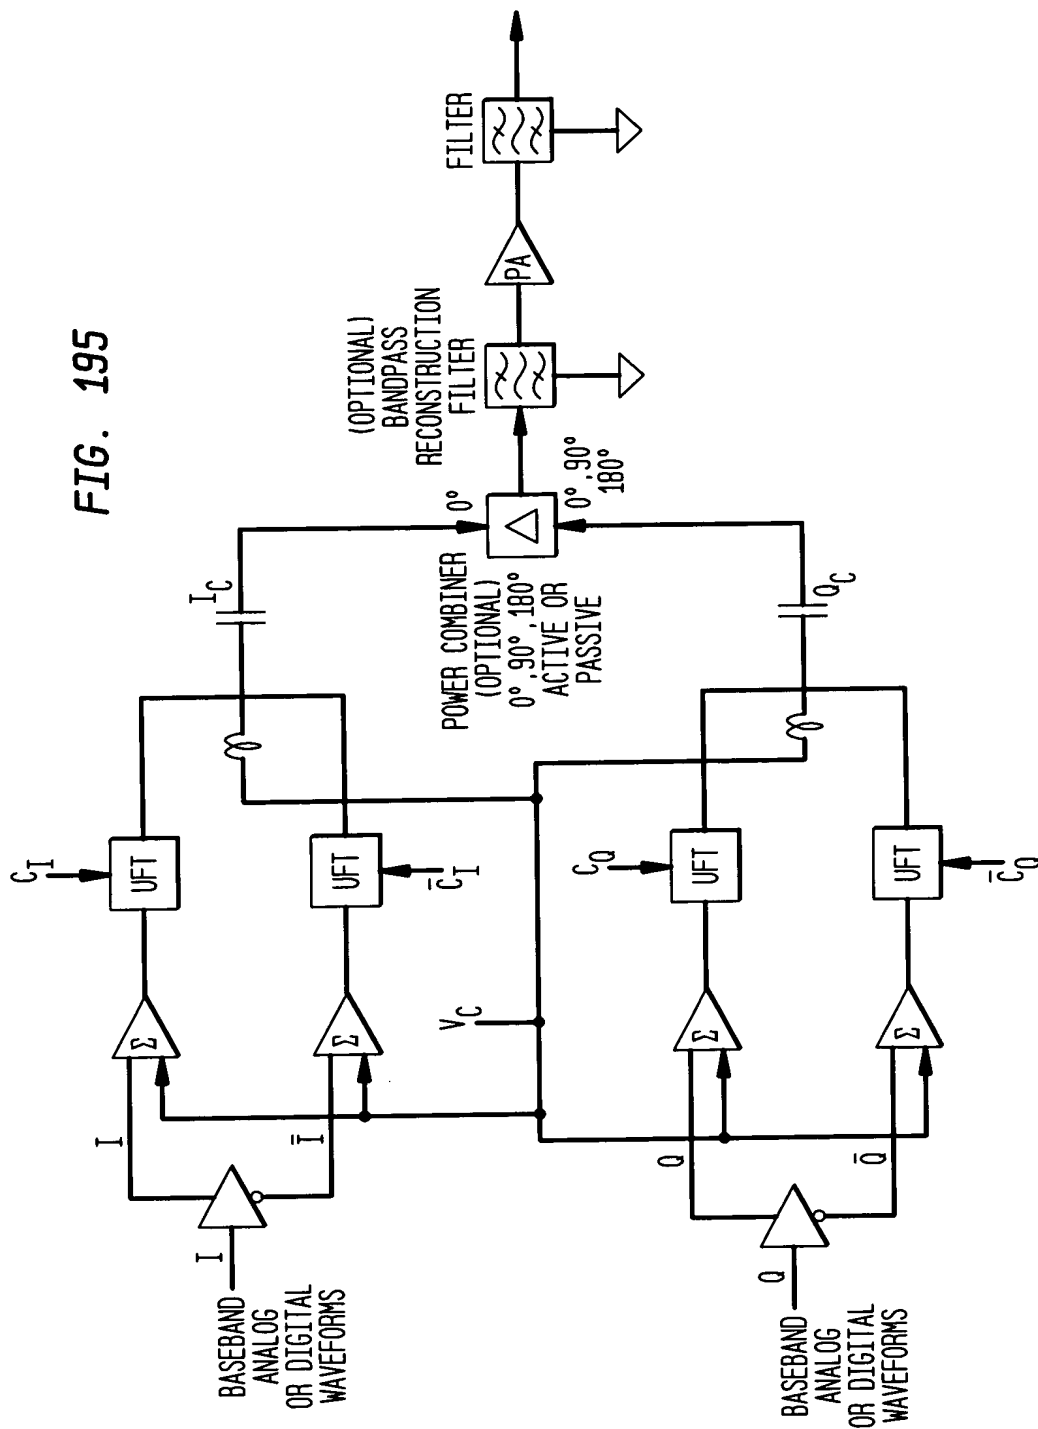 FIG. 195
BASEBAND
ANALOG
OR DIGITAL
WAVEFORMS
I
I
Ī
Σ
Σ
C_I
UFT
UFT
C̄_I
I_C
V_C
BASEBAND
ANALOG
OR DIGITAL
WAVEFORMS
Q
Q
Q̄
Σ
Σ
C_Q
UFT
UFT
C̄_Q
Q_C
POWER COMBINER
(OPTIONAL)
0°,90°,180°
ACTIVE OR
PASSIVE
0°
0°,90°
180°
(OPTIONAL)
BANDPASS
RECONSTRUCTION
FILTER
PA
FILTER